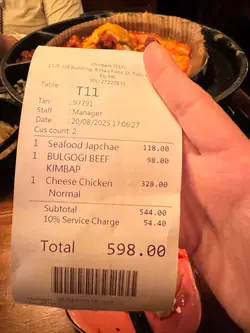 Table : T11
Txn : 97791
Staff : Manager
Date : 20/08/2025 17:06:27
Cus count: 2
1 Seafood Japchae 118.00
1 BULGOGI BEEF 98.00
KIMBAP
1 Cheese Chicken 328.00
Normal
Subtotal 544.00
10% Service Charge 54.40
Total 598.00